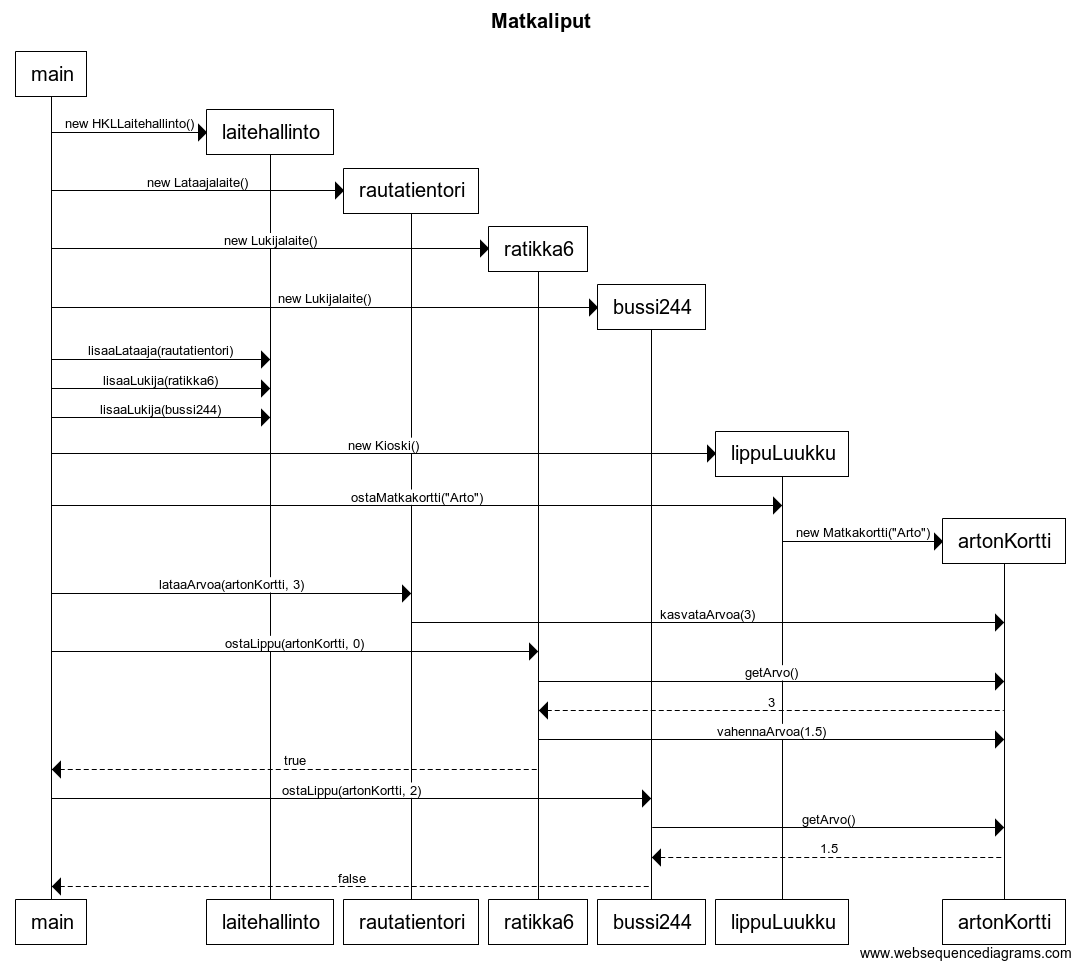 Matkaliput
main
new HKLLaitehallinto()
laitehallinto
new Lataajalaite()
rautatientori
new Lukijalaite()
ratikka6
new Lukijalaite()
bussi244
lisaaLataaja(rautatientori)
lisaaLukija(ratikka6)
lisaaLukija(bussi244)
new Kioski()
lippuLuukku
ostaMatkakortti("Arto")
new Matkakortti("Arto")
artonKortti
lataaArvoa(artonKortti, 3)
kasvataArvoa(3)
ostaLippu(artonKortti, 0)
getArvo()
3
vahennaArvoa(1.5)
true
ostaLippu(artonKortti, 2)
getArvo()
1.5
false
main laitehallinto rautatientori ratikka6 bussi244 lippuLuukku artonKortti
www.websequencediagrams.com